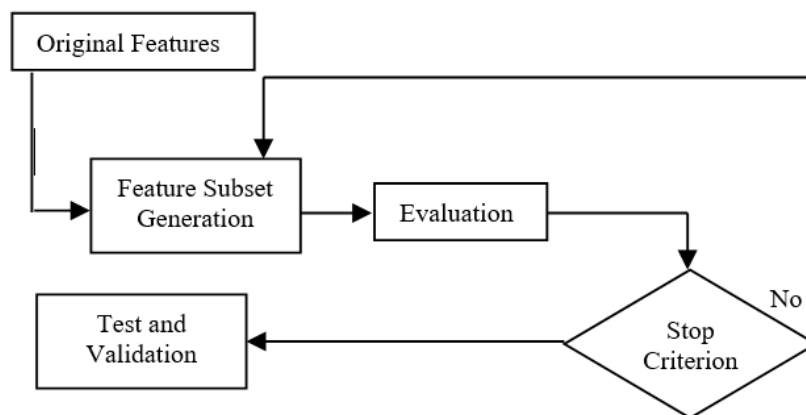 Original Features
Feature Subset
Generation
Evaluation
No
Test and
Validation
Stop
Criterion